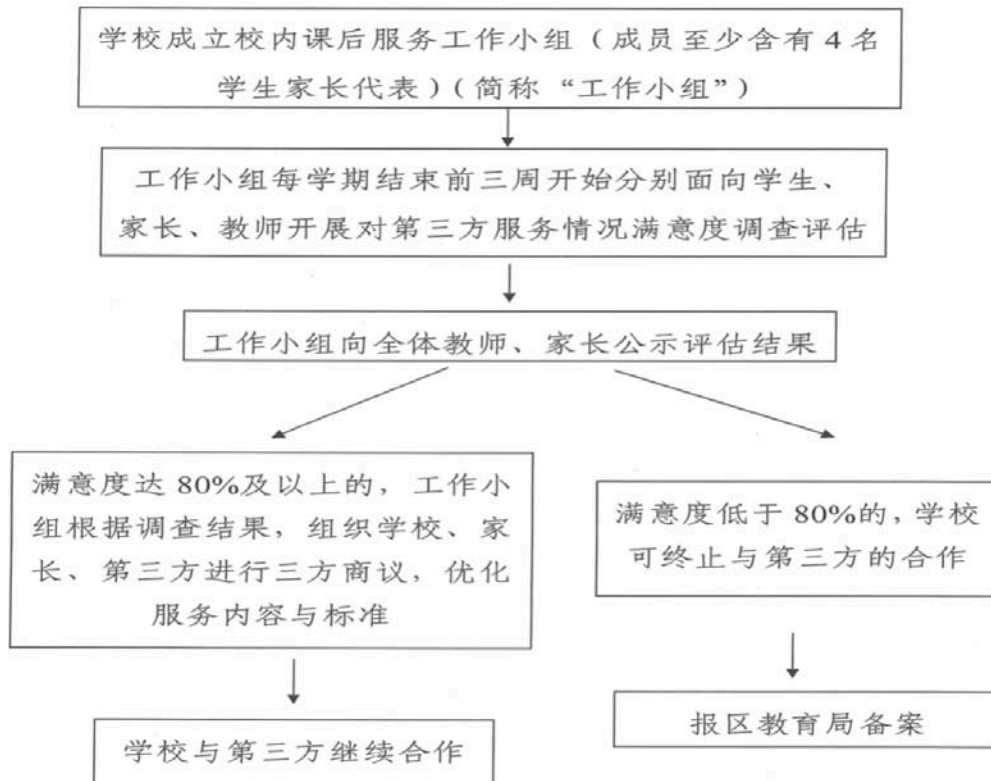 学校成立校内课后服务工作小组（成员至少含有 4 名
学生家长代表）（简称“工作小组”）
工作小组每学期结束前三周开始分别面向学生、
家长、教师开展对第三方服务情况满意度调查评估
工作小组向全体教师、家长公示评估结果
满意度达 80%及以上的，工作小
组根据调查结果，组织学校、家
长、第三方进行三方商议，优化
服务内容与标准
学校与第三方继续合作
满意度低于 80%的，学校
可终止与第三方的合作
报区教育局备案